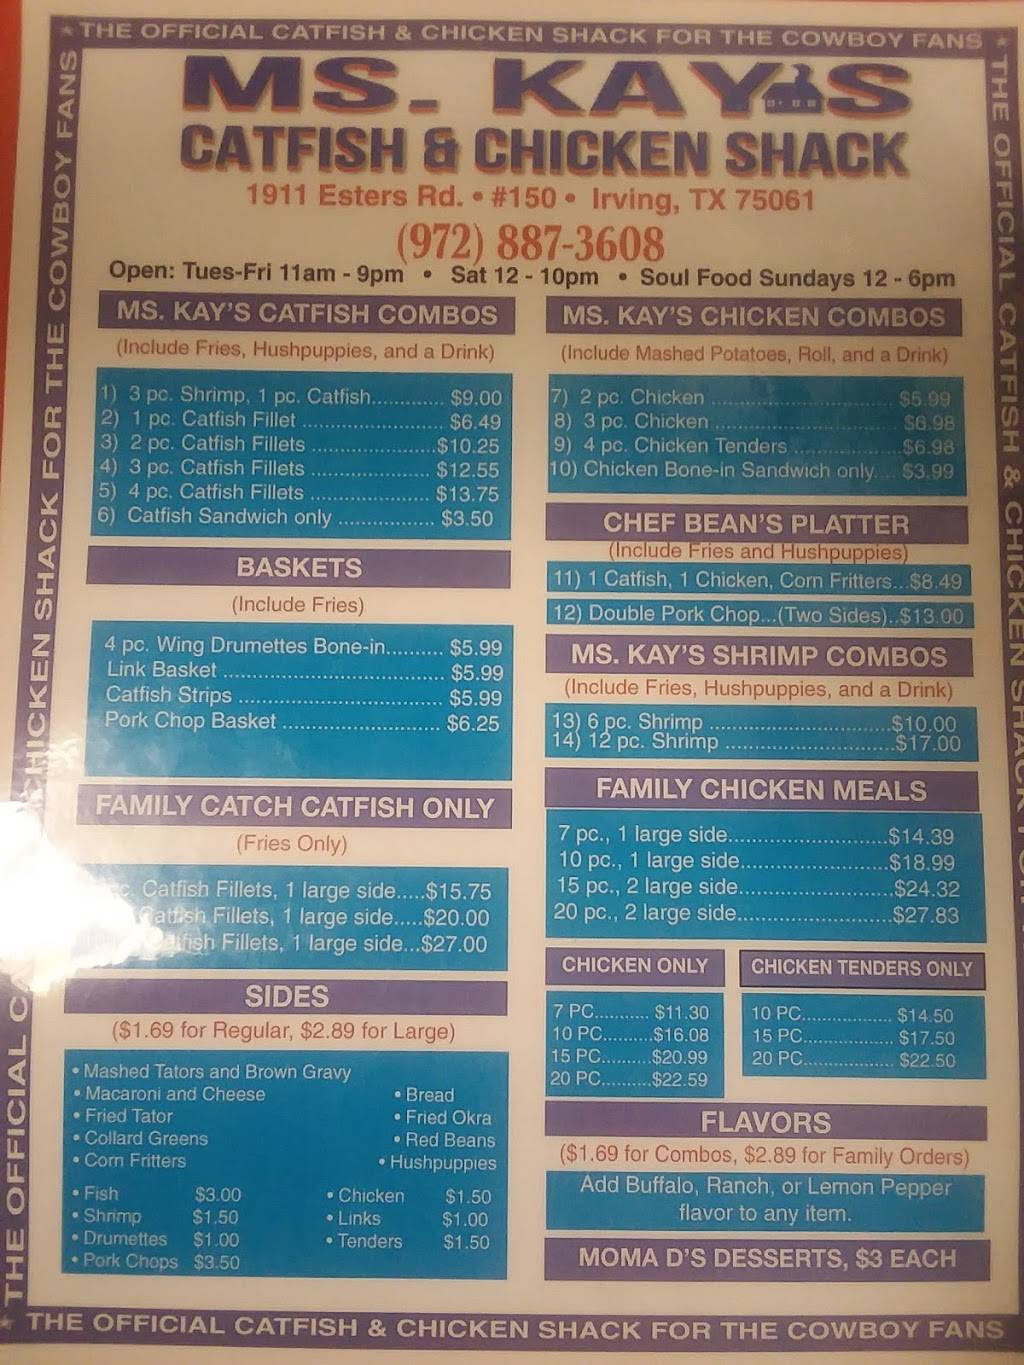 THE OFFICIAL CATFISH & CHICKEN SHACK FOR THE COWBOY FANS
MS. KAY'S
CATFISH & CHICKEN SHACK
1911 Esters Rd. • #150 • Irving, TX 75061
(972) 887-3608
Open: Tues-Fri 11am - 9pm • Sat 12 - 10pm • Soul Food Sundays 12 - 6pm
MS. KAY'S CATFISH COMBOS
(Include Fries, Hushpuppies, and a Drink)
1) 3 pc. Shrimp, 1 pc. Catfish............. $9.00
2) 1 pc. Catfish Fillet ......................... $6.49
3) 2 pc. Catfish Fillets ......................$10.25
4) 3 pc. Catfish Fillets ...................... $12.55
5) 4 pc. Catfish Fillets ..................... $13.75
6) Catfish Sandwich only ................. $3.50
BASKETS
(Include Fries)
4 pc. Wing Drumettes Bone-in.......... $5.99
Link Basket ....................................... $5.99
Catfish Strips .................................... $5.99
Pork Chop Basket ............................ $6.25
FAMILY CATCH CATFISH ONLY
(Fries Only)
Catfish Fillets, 1 large side.....$15.75
Catfish Fillets, 1 large side.....$20.00
Catfish Fillets, 1 large side...$27.00
SIDES
($1.69 for Regular, $2.89 for Large)
• Mashed Tators and Brown Gravy
• Macaroni and Cheese
• Fried Tator
• Collard Greens
• Corn Fritters
• Bread
• Fried Okra
• Red Beans
• Hushpuppies
• Fish $3.00
• Shrimp $1.50
• Drumettes $1.00
• Pork Chops $3.50
• Chicken $1.50
• Links $1.00
• Tenders $1.50
MS. KAY'S CHICKEN COMBOS
(Include Mashed Potatoes, Roll, and a Drink)
7) 2 pc. Chicken ................................ $5.99
8) 3 pc. Chicken ................................ $6.98
9) 4 pc. Chicken Tenders ................... $6.98
10) Chicken Bone-in Sandwich only.... $3.99
CHEF BEAN'S PLATTER
(Include Fries and Hushpuppies)
11) 1 Catfish, 1 Chicken, Corn Fritters...$8.49
12) Double Pork Chop...(Two Sides)..$13.00
MS. KAY'S SHRIMP COMBOS
(Include Fries, Hushpuppies, and a Drink)
13) 6 pc. Shrimp ................................$10.00
14) 12 pc. Shrimp ..............................$17.00
FAMILY CHICKEN MEALS
7 pc., 1 large side...........................$14.39
10 pc., 1 large side.........................$18.99
15 pc., 2 large side..........................$24.32
20 pc., 2 large side..........................$27.83
CHICKEN ONLY
7 PC........... $11.30
10 PC..........$16.08
15 PC..........$20.99
20 PC..........$22.59
CHICKEN TENDERS ONLY
10 PC.................. $14.50
15 PC................... $17.50
20 PC................... $22.50
FLAVORS
($1.69 for Combos, $2.89 for Family Orders)
Add Buffalo, Ranch, or Lemon Pepper
flavor to any item.
MOMA D'S DESSERTS, $3 EACH
THE OFFICIAL CATFISH & CHICKEN SHACK FOR THE COWBOY FANS
THE OFFICIAL C
CHICKEN SHACK FOR THE COWBOY FANS
THE OFFICIAL CATFISH & CHICKEN SHACK FOR